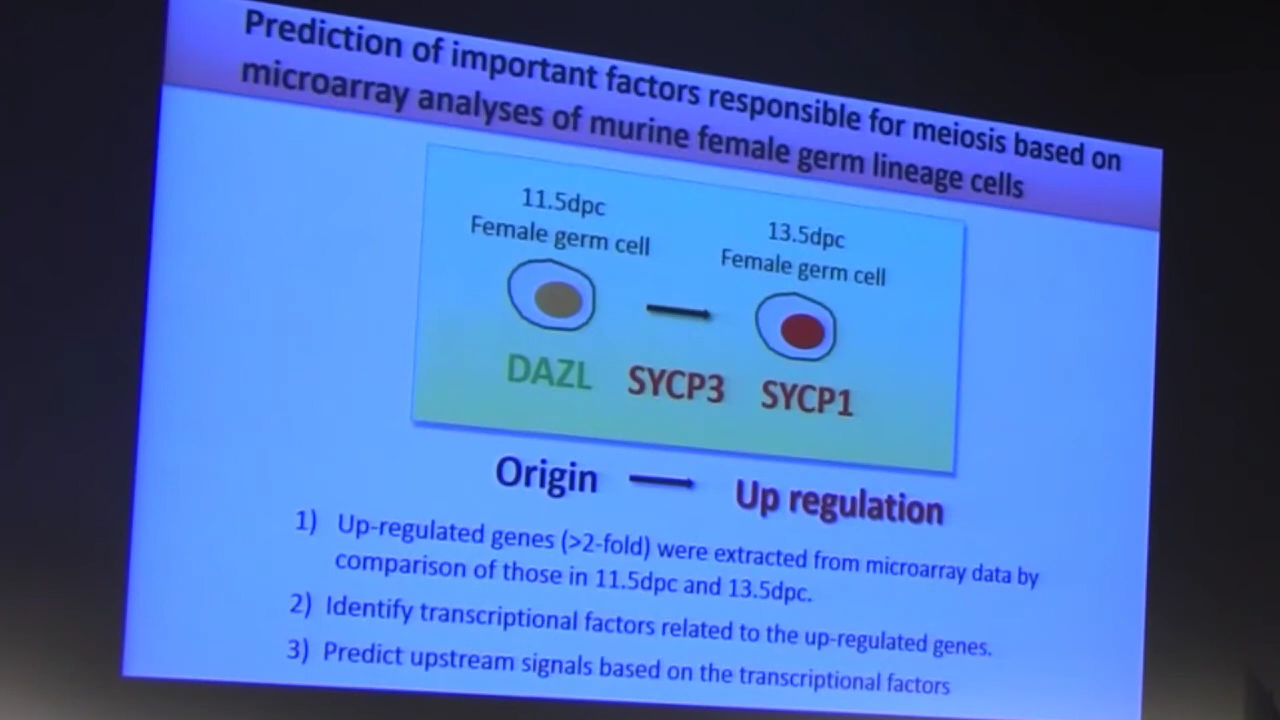 Prediction of important factors responsible for meiosis based on
microarray analyses of murine female germ lineage cells
11.5dpc
Female germ cell
13.5dpc
Female germ cell
DAZL
SYCP3
SYCP1
Origin
Up regulation
1) Up-regulated genes (>2-fold) were extracted from microarray data by
comparison of those in 11.5dpc and 13.5dpc.
2) Identify transcriptional factors related to the up-regulated genes.
3) Predict upstream signals based on the transcriptional factors